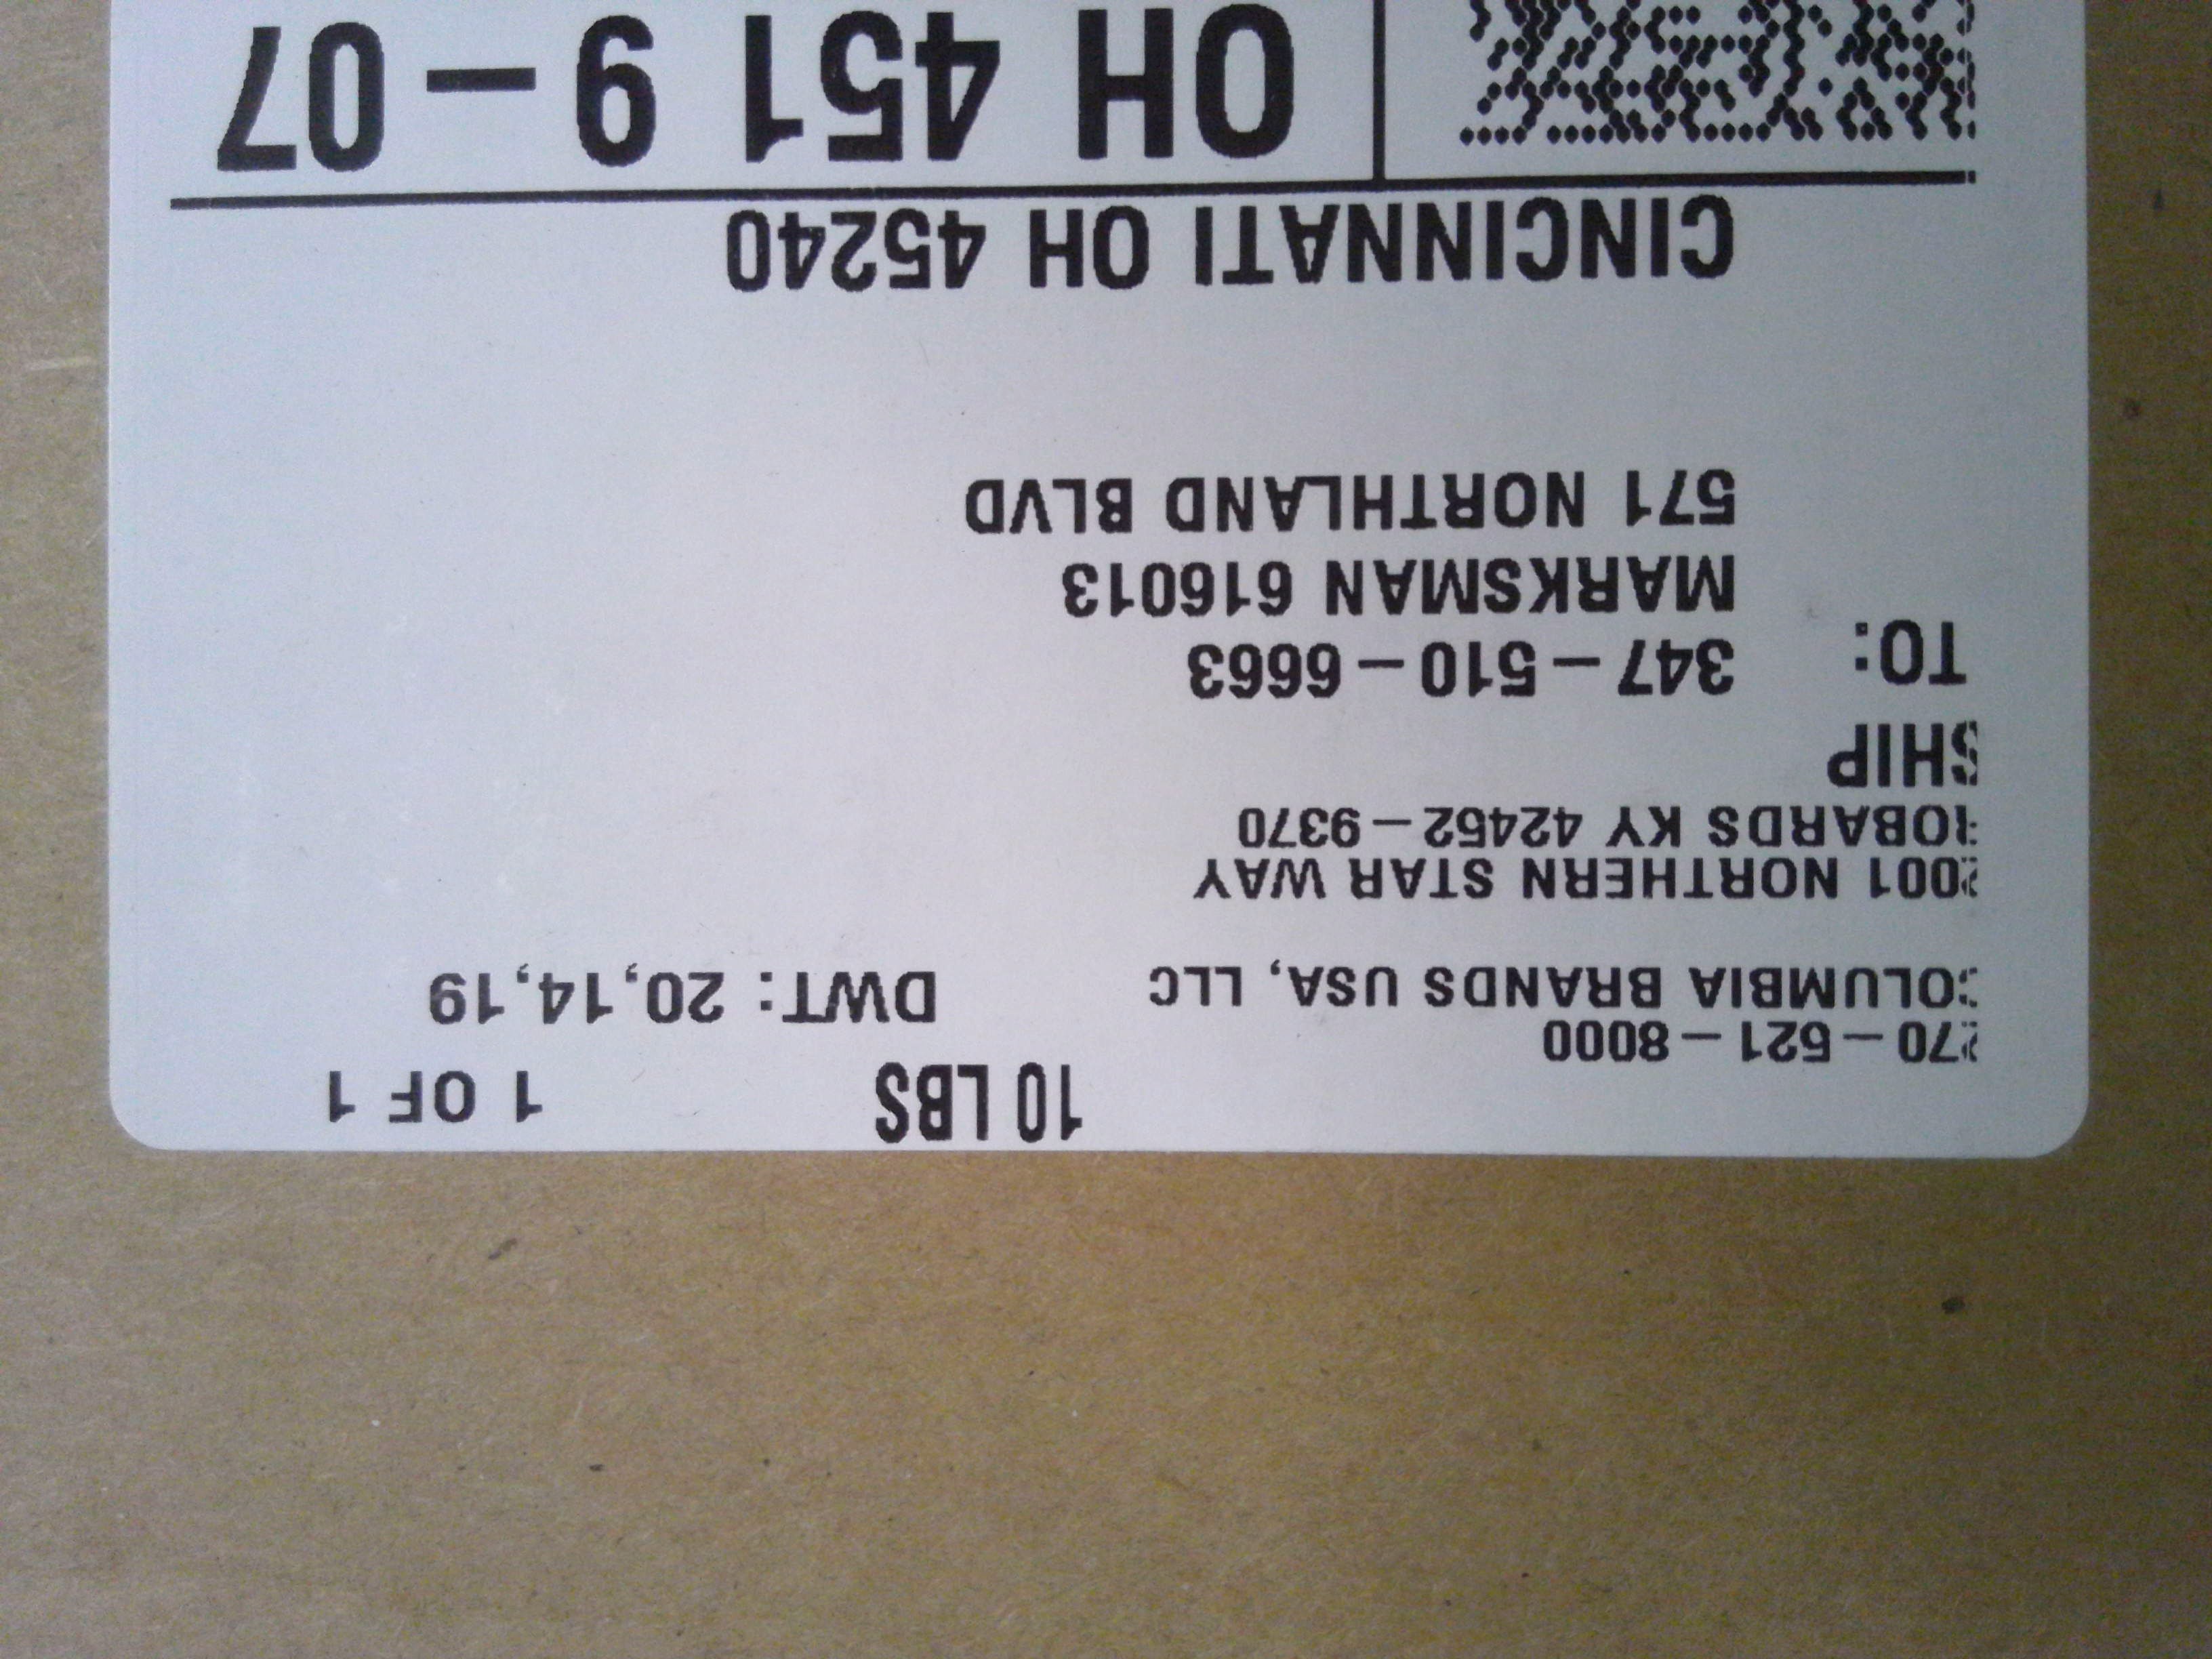 10 LBS 1 OF 1
270-521-8000
COLUMBIA BRANDS USA, LLC DWT: 20,14,19
2001 NORTHERN STAR WAY
ROBARDS KY 42452-9370
SHIP
TO: 347-510-6663
MARKSMAN 616013
571 NORTHLAND BLVD
CINCINNATI OH 45240
OH 451 9-07